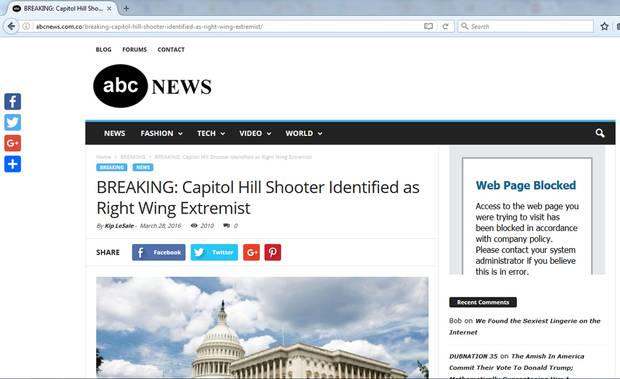 BREAKING: Capitol Hill Sho...
abcnews.com.co/breaking-capitol-hill-shooter-identified-as-right-wing-extremist/
Search
BLOG FORUMS CONTACT
abc NEWS
NEWS FASHION TECH VIDEO WORLD
Home > BREAKING > BREAKING: Capitol Hill Shooter Identified as Right Wing Extremist
BREAKING NEWS
BREAKING: Capitol Hill Shooter Identified as
Right Wing Extremist
By Kip LeSale - March 28, 2016 2010 0
SHARE Facebook Twitter
Web Page Blocked
Access to the web page you
were trying to visit has
been blocked in accordance
with company policy.
Please contact your system
administrator if you believe
this is in error.
Recent Comments
Bob on We Found the Sexiest Lingerie on the
Internet
DUBNATION 35 on The Amish In America
Commit Their Vote To Donald Trump;